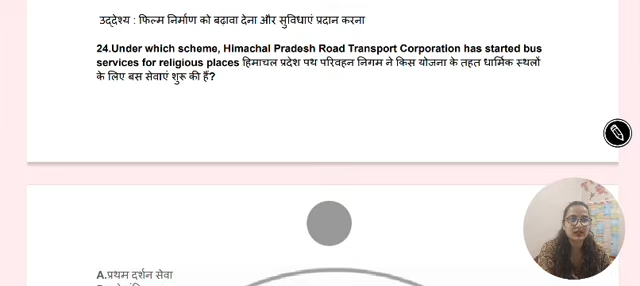 उद्देश्य : फिल्म निर्माण को बढ़ावा देना और सुविधाएं प्रदान करना
24.Under which scheme, Himachal Pradesh Road Transport Corporation has started bus
services for religious places हिमाचल प्रदेश पथ परिवहन निगम ने किस योजना के तहत धार्मिक स्थलों
के लिए बस सेवाएं शुरू की हैं?
A.प्रथम दर्शन सेवा